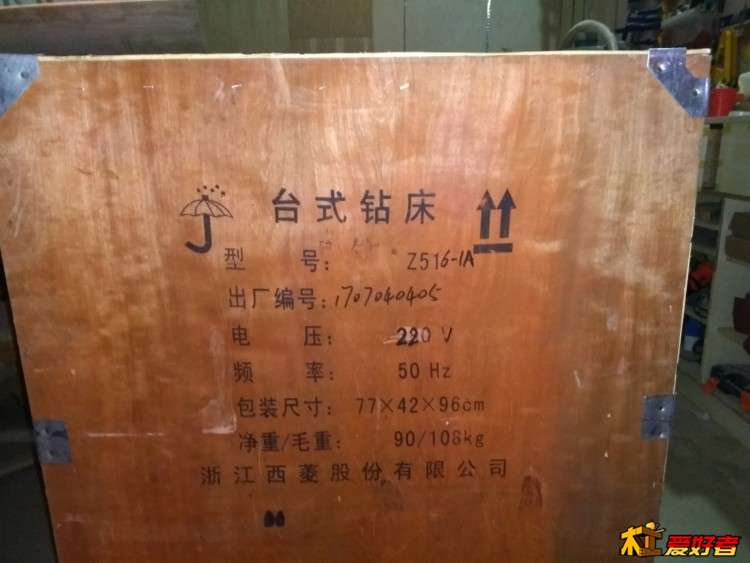 台式钻床
型 号: Z516-1A
出厂编号: 1707040405
电 压: 220 V
频 率: 50 Hz
包装尺寸: 77×42×96cm
净重/毛重: 90/108kg
浙江西菱股份有限公司
木工爱好者